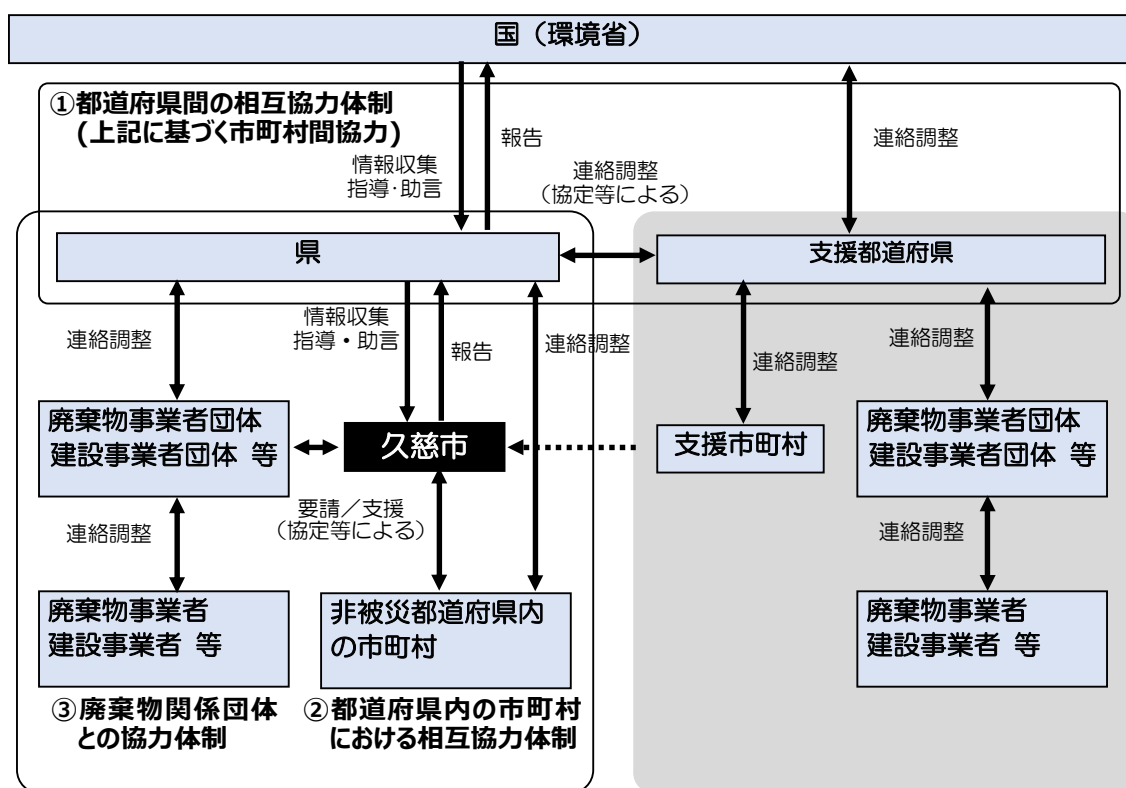 国（環境省）
①都道府県間の相互協力体制
(上記に基づく市町村間協力)
情報収集
指導･助言
報告
連絡調整
（協定等による）
連絡調整
県
支援都道府県
連絡調整
情報収集
指導・助言
報告
連絡調整
連絡調整
連絡調整
廃棄物事業者団体
建設事業者団体 等
久慈市
支援市町村
廃棄物事業者団体
建設事業者団体 等
連絡調整
要請／支援
（協定等による）
連絡調整
廃棄物事業者
建設事業者 等
非被災都道府県内
の市町村
廃棄物事業者
建設事業者 等
③廃棄物関係団体
との協力体制
②都道府県内の市町村
における相互協力体制